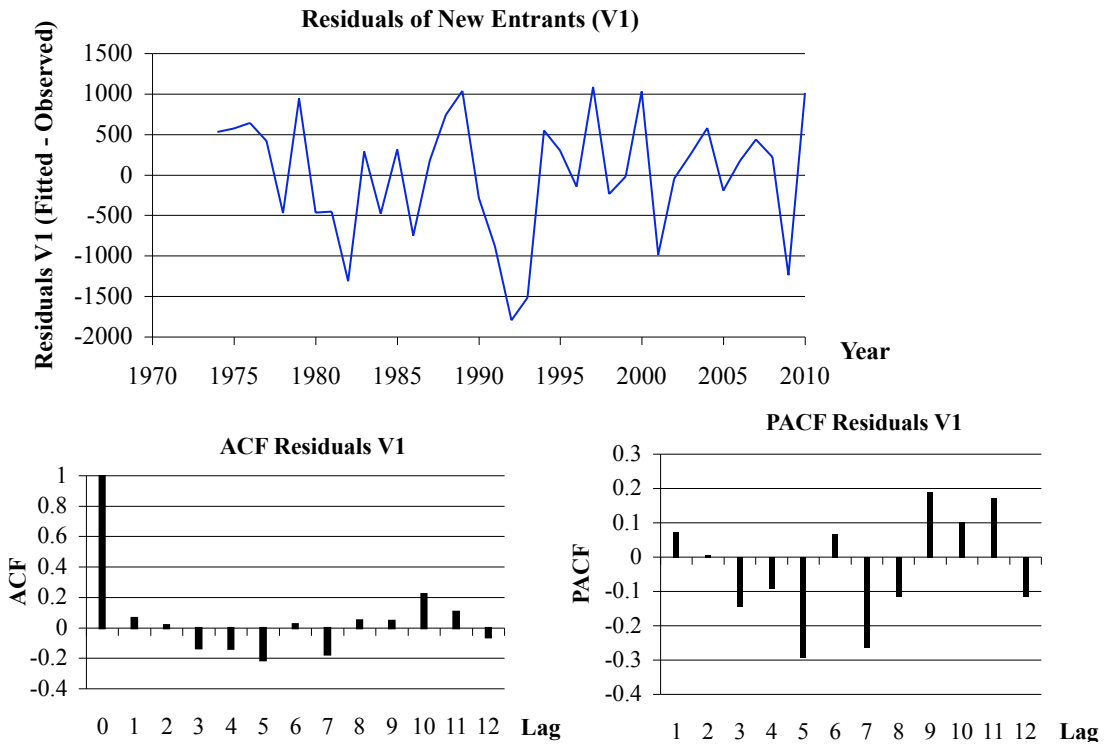 Residuals of New Entrants (V1)
Residuals V1 (Fitted - Observed)
1500
1000
500
0
-500
-1000
-1500
-2000
1970 1975 1980 1985 1990 1995 2000 2005 2010
Year
ACF Residuals V1
ACF
1
0.8
0.6
0.4
0.2
0
-0.2
-0.4
0 1 2 3 4 5 6 7 8 9 10 11 12 Lag
PACF Residuals V1
PACF
0.3
0.2
0.1
0
-0.1
-0.2
-0.3
-0.4
1 2 3 4 5 6 7 8 9 10 11 12 Lag